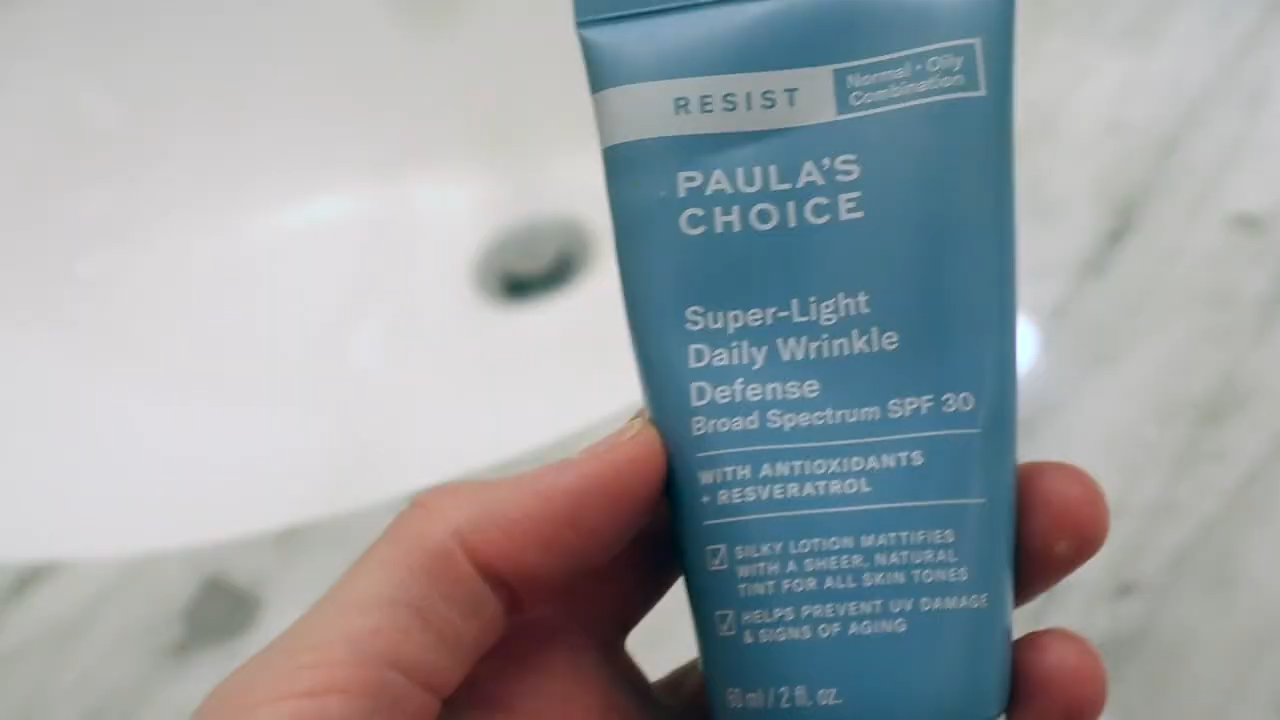 RESIST
Normal • Oily
Combination
PAULA'S
CHOICE
Super-Light
Daily Wrinkle
Defense
Broad Spectrum SPF 30
WITH ANTIOXIDANTS
+ RESVERATROL
SILKY LOTION MATTIFIES
WITH A SHEER, NATURAL
TINT FOR ALL SKIN TONES
HELPS PREVENT UV DAMAGE
& SIGNS OF AGING
60 ml / 2 fl. oz.